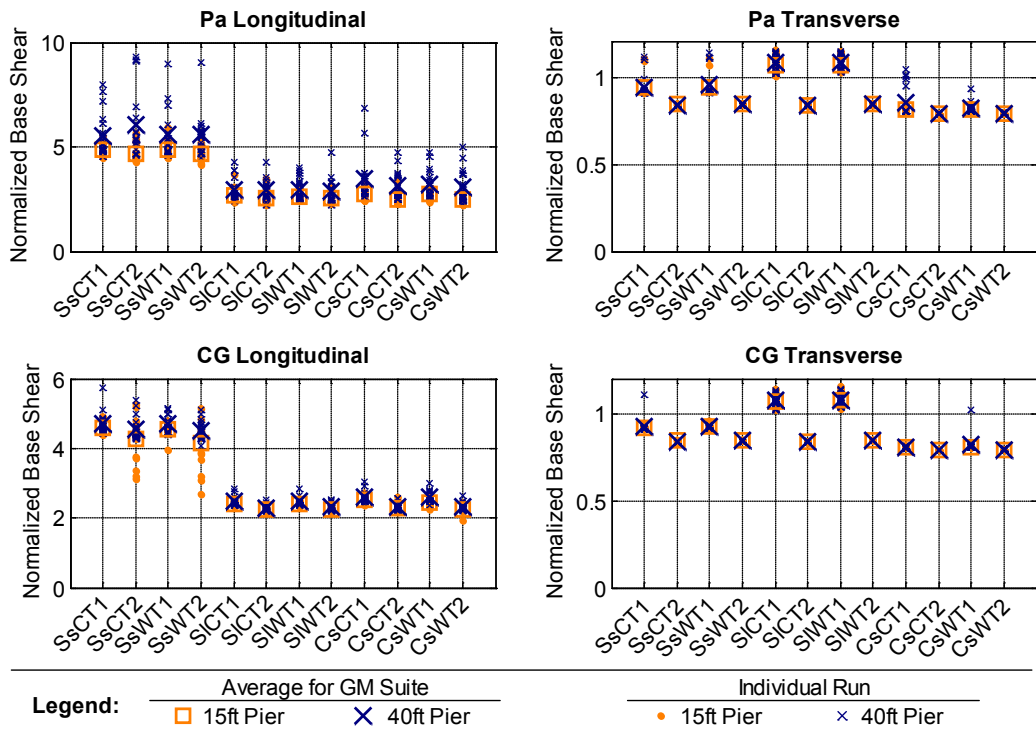 Pa Longitudinal
Normalized Base Shear
10
5
0
SsCT1 SsCT2 SsWT1 SsWT2 SlCT1 SlCT2 SlWT1 SlWT2 CsCT1 CsCT2 CsWT1 CsWT2
Pa Transverse
Normalized Base Shear
1
0.5
0
SsCT1 SsCT2 SsWT1 SsWT2 SlCT1 SlCT2 SlWT1 SlWT2 CsCT1 CsCT2 CsWT1 CsWT2
CG Longitudinal
Normalized Base Shear
6
4
2
0
SsCT1 SsCT2 SsWT1 SsWT2 SlCT1 SlCT2 SlWT1 SlWT2 CsCT1 CsCT2 CsWT1 CsWT2
CG Transverse
Normalized Base Shear
1
0.5
0
SsCT1 SsCT2 SsWT1 SsWT2 SlCT1 SlCT2 SlWT1 SlWT2 CsCT1 CsCT2 CsWT1 CsWT2
Legend:
Average for GM Suite
15ft Pier 40ft Pier
Individual Run
15ft Pier 40ft Pier